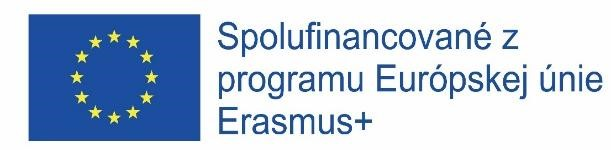 Spolufinancované z
programu Európskej únie
Erasmus+